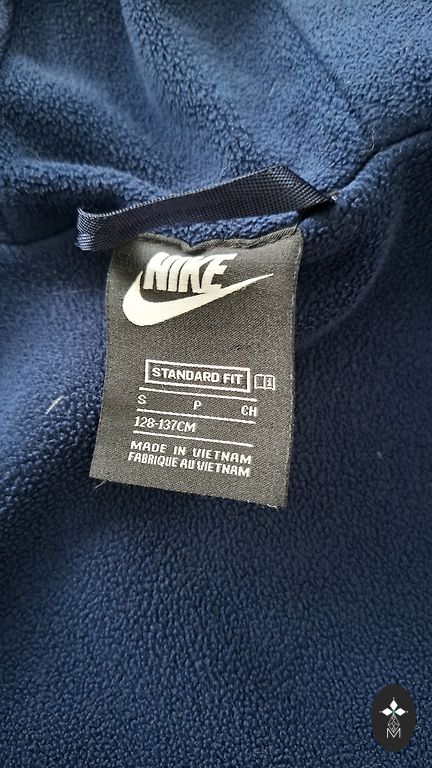 NIKE
STANDARD FIT
S P CH
128-137CM
MADE IN VIETNAM
FABRIQUE AU VIETNAM
M